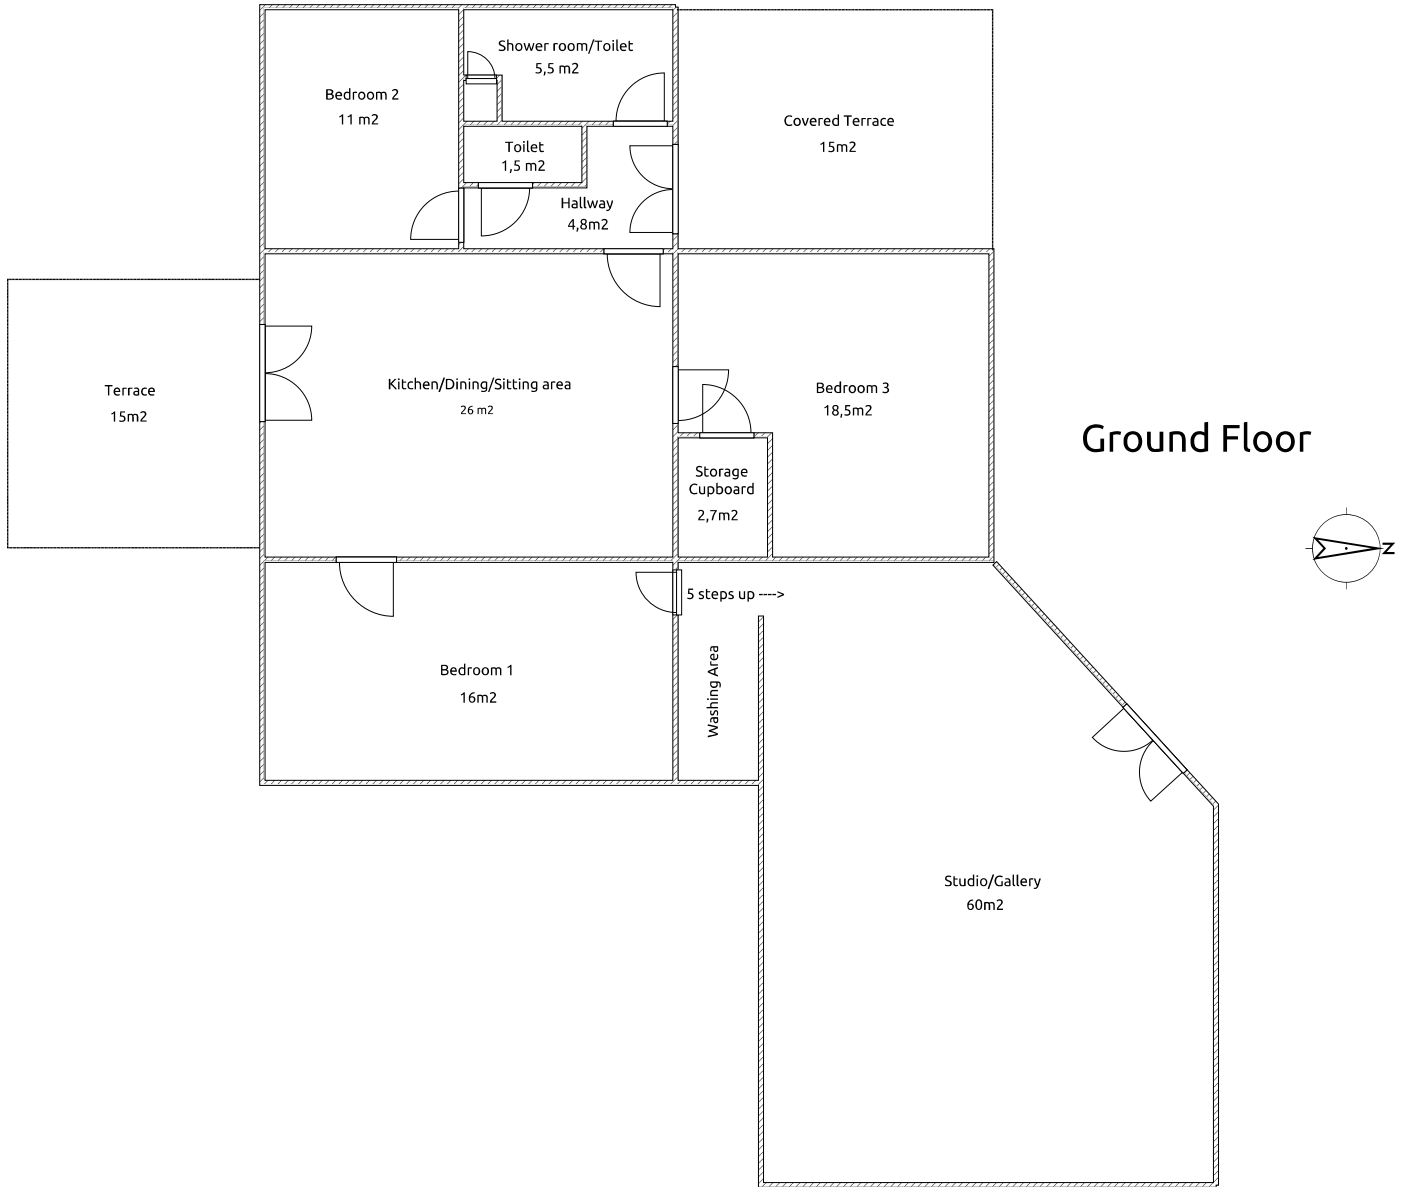 Shower room/Toilet
5,5 m2
Bedroom 2
11 m2
Covered Terrace
15m2
Toilet
1,5 m2
Hallway
4,8m2
Terrace
15m2
Kitchen/Dining/Sitting area
26 m2
Bedroom 3
18,5m2
Ground Floor
Storage
Cupboard
2,7m2
N
5 steps up ---->
Washing Area
Bedroom 1
16m2
Studio/Gallery
60m2